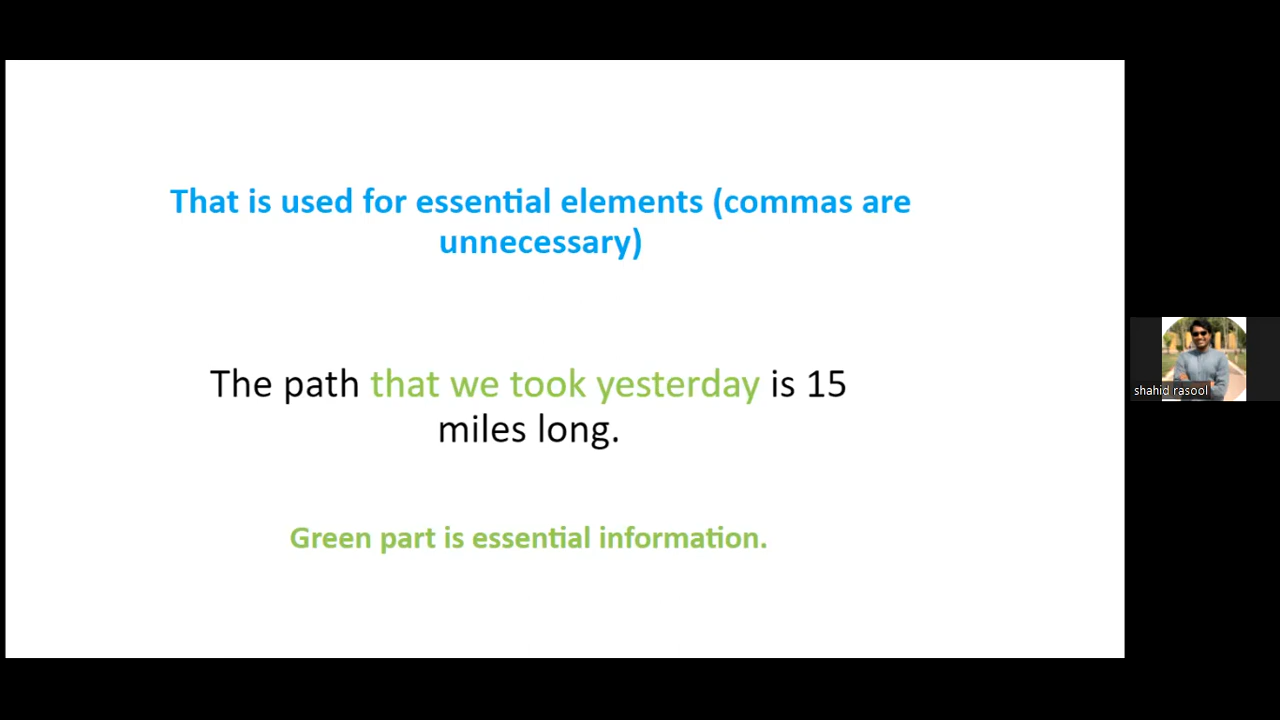 That is used for essential elements (commas are
unnecessary)
The path that we took yesterday is 15
miles long.
Green part is essential information.
shahid rasool